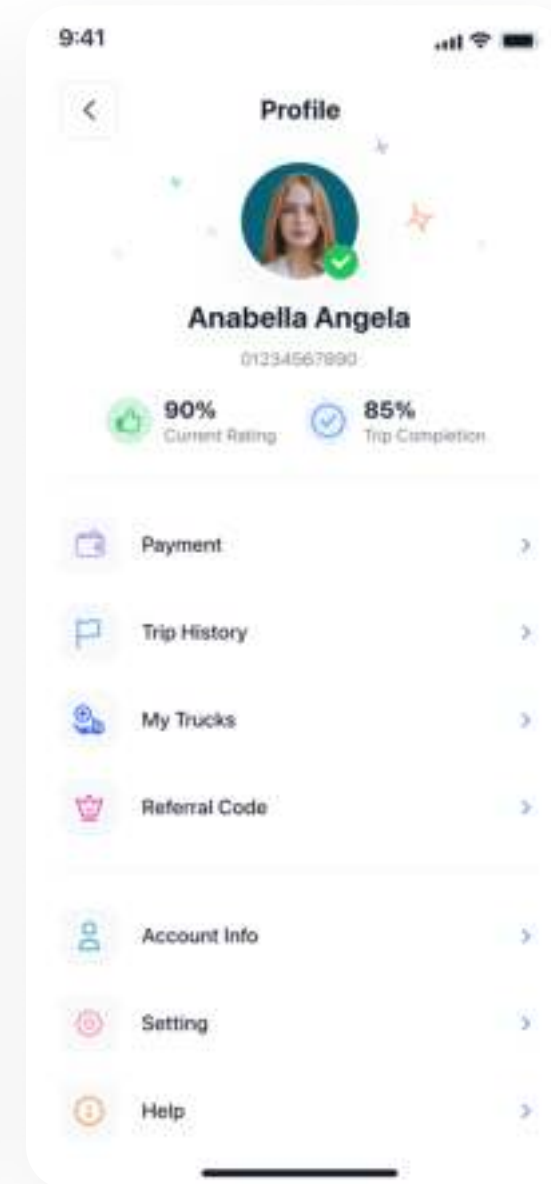 9:41
Profile
Anabella Angela
01234567890
90%
Current Rating
85%
Trip Completion
Payment
Trip History
My Trucks
Referral Code
Account Info
Setting
Help